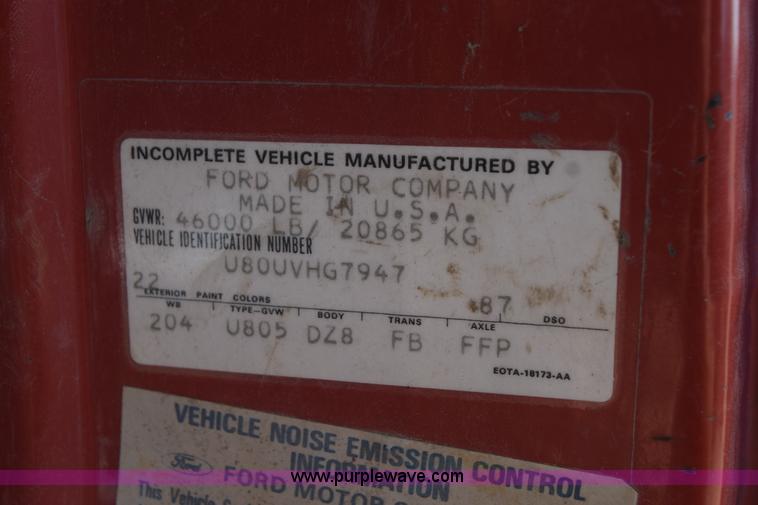 INCOMPLETE VEHICLE MANUFACTURED BY
FORD MOTOR COMPANY
MADE IN U.S.A.
GVWR: 46000 LB/ 20865 KG
VEHICLE IDENTIFICATION NUMBER
U80UVHG7947
22 87
EXTERIOR PAINT COLORS DSO
WB TYPE-GVW BODY TRANS AXLE
204 U805 DZ8 FB FFP
EOTA-18173-AA
VEHICLE NOISE EMISSION CONTROL
INFORMATION
Ford FORD MOTOR
www.purplewave.com
This Vehicle